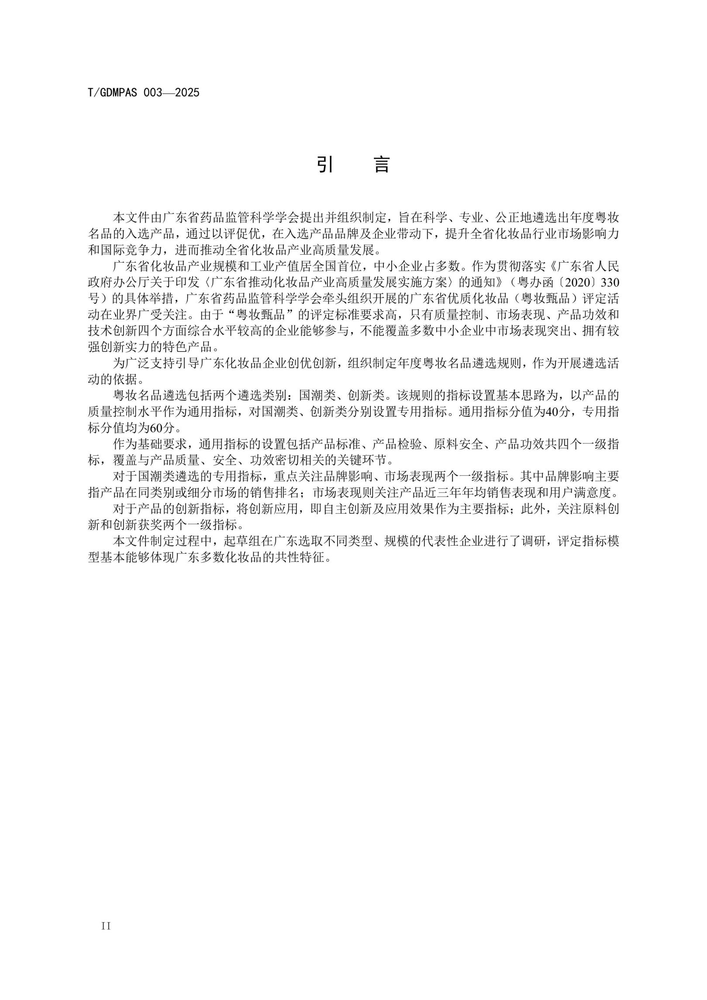 T/GDMPAS 003—2025
引 言
本文件由广东省药品监管科学学会提出并组织制定，旨在科学、专业、公正地遴选出年度粤妆
名品的入选产品，通过以评促优，在入选产品品牌及企业带动下，提升全省化妆品行业市场影响力
和国际竞争力，进而推动全省化妆品产业高质量发展。
广东省化妆品产业规模和工业产值居全国首位，中小企业占多数。作为贯彻落实《广东省人民
政府办公厅关于印发〈广东省推动化妆品产业高质量发展实施方案〉的通知》（粤办函〔2020〕330
号）的具体举措，广东省药品监管科学学会牵头组织开展的广东省优质化妆品（粤妆甄品）评定活
动在业界广受关注。由于“粤妆甄品”的评定标准要求高，只有质量控制、市场表现、产品功效和
技术创新四个方面综合水平较高的企业能够参与，不能覆盖多数中小企业中市场表现突出、拥有较
强创新实力的特色产品。
为广泛支持引导广东化妆品企业创优创新，组织制定年度粤妆名品遴选规则，作为开展遴选活
动的依据。
粤妆名品遴选包括两个遴选类别：国潮类、创新类。该规则的指标设置基本思路为，以产品的
质量控制水平作为通用指标，对国潮类、创新类分别设置专用指标。通用指标分值为40分，专用指
标分值均为60分。
作为基础要求，通用指标的设置包括产品标准、产品检验、原料安全、产品功效共四个一级指
标，覆盖与产品质量、安全、功效密切相关的关键环节。
对于国潮类遴选的专用指标，重点关注品牌影响、市场表现两个一级指标。其中品牌影响主要
指产品在同类别或细分市场的销售排名；市场表现则关注产品近三年年均销售表现和用户满意度。
对于产品的创新指标，将创新应用，即自主创新及应用效果作为主要指标；此外，关注原料创
新和创新获奖两个一级指标。
本文件制定过程中，起草组在广东选取不同类型、规模的代表性企业进行了调研，评定指标模
型基本能够体现广东多数化妆品的共性特征。
II